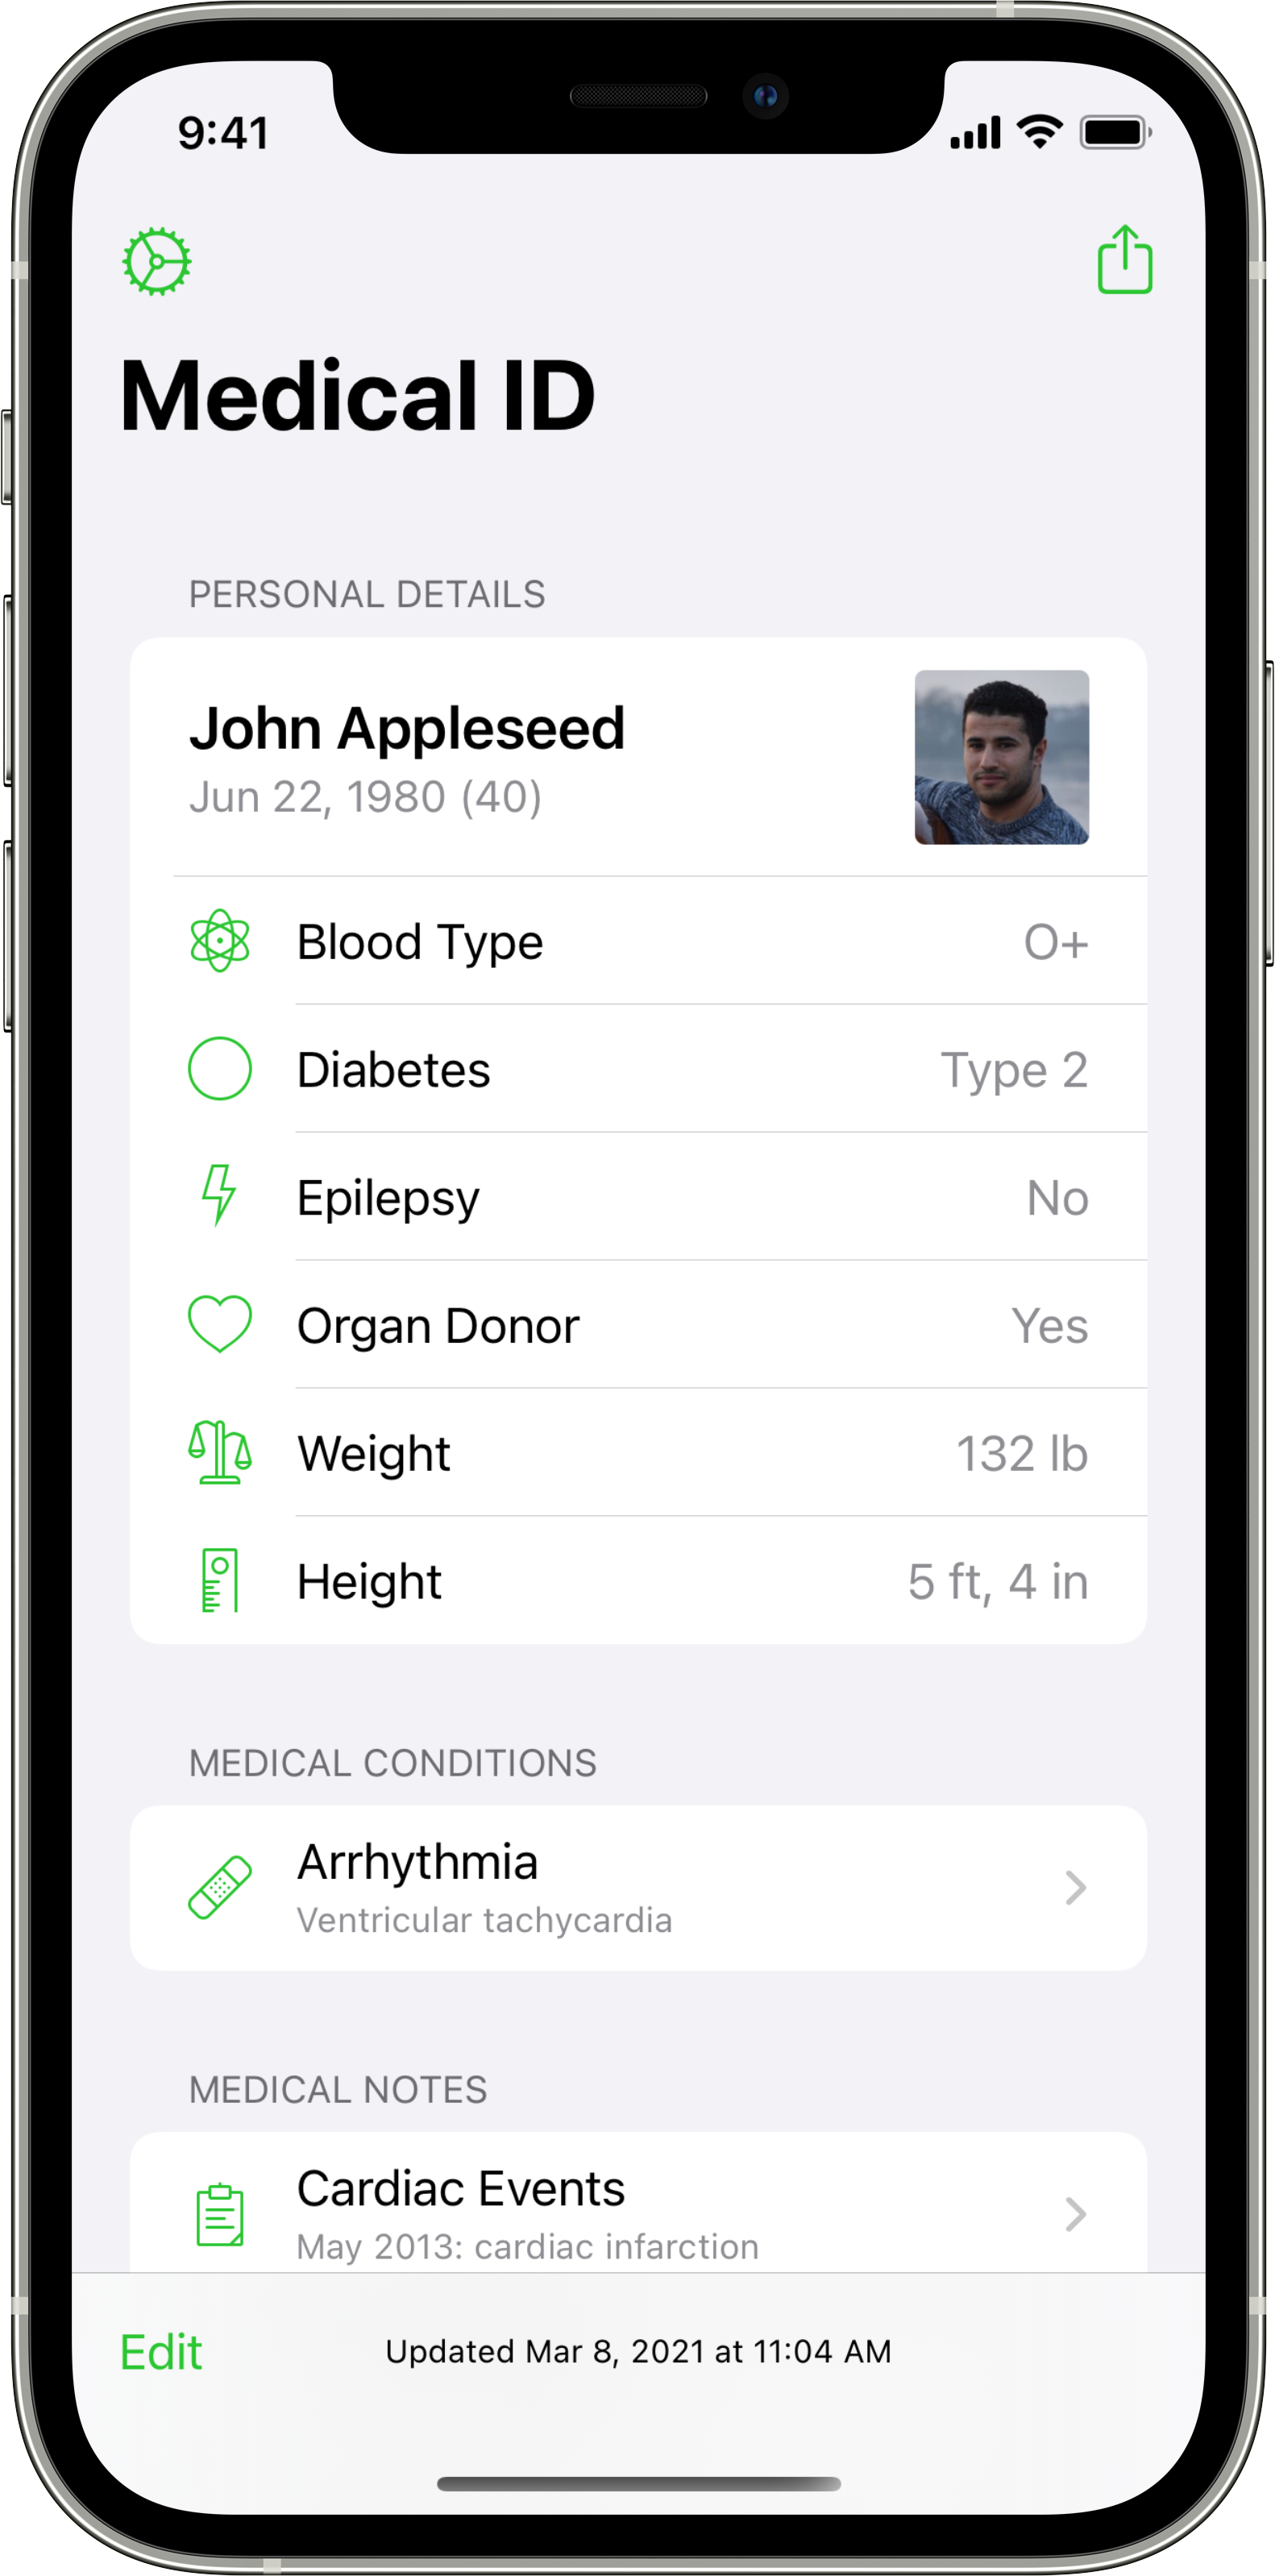 9:41
Medical ID
PERSONAL DETAILS
John Appleseed
Jun 22, 1980 (40)
Blood Type O+
Diabetes Type 2
Epilepsy No
Organ Donor Yes
Weight 132 lb
Height 5 ft, 4 in
MEDICAL CONDITIONS
Arrhythmia
Ventricular tachycardia
MEDICAL NOTES
Cardiac Events
May 2013: cardiac infarction
Edit Updated Mar 8, 2021 at 11:04 AM